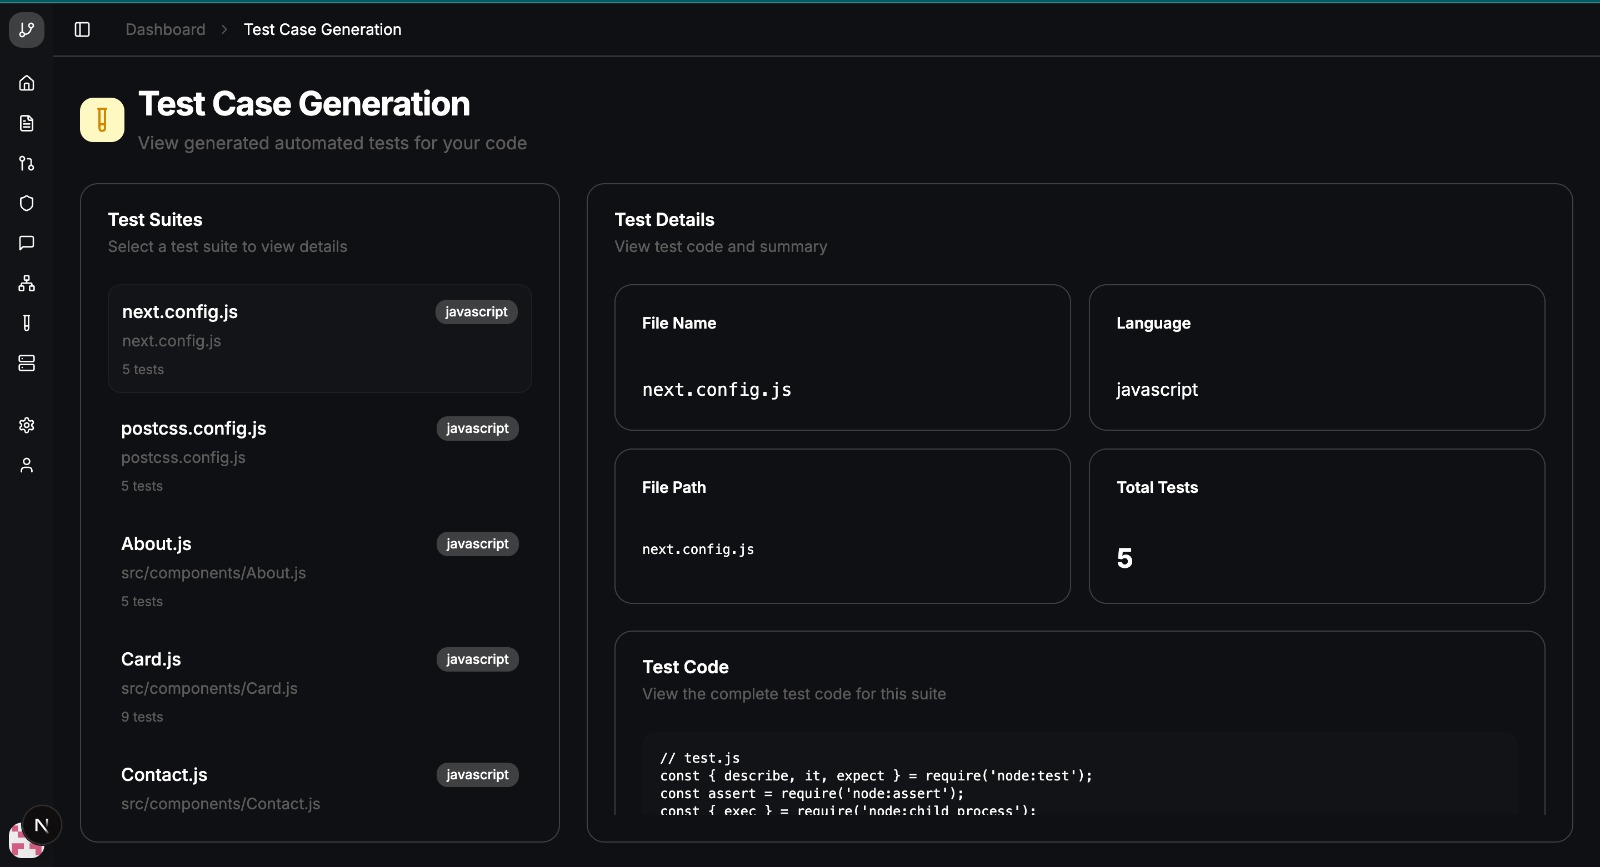 Dashboard > Test Case Generation
Test Case Generation
View generated automated tests for your code
Test Suites
Select a test suite to view details
next.config.js
javascript
next.config.js
5 tests
postcss.config.js
javascript
postcss.config.js
5 tests
About.js
javascript
src/components/About.js
5 tests
Card.js
javascript
src/components/Card.js
9 tests
Contact.js
javascript
src/components/Contact.js
N
Test Details
View test code and summary
File Name
next.config.js
Language
javascript
File Path
next.config.js
Total Tests
5
Test Code
View the complete test code for this suite
// test.js
const { describe, it, expect } = require('node:test');
const assert = require('node:assert');
const { exec } = require('node:child_process');